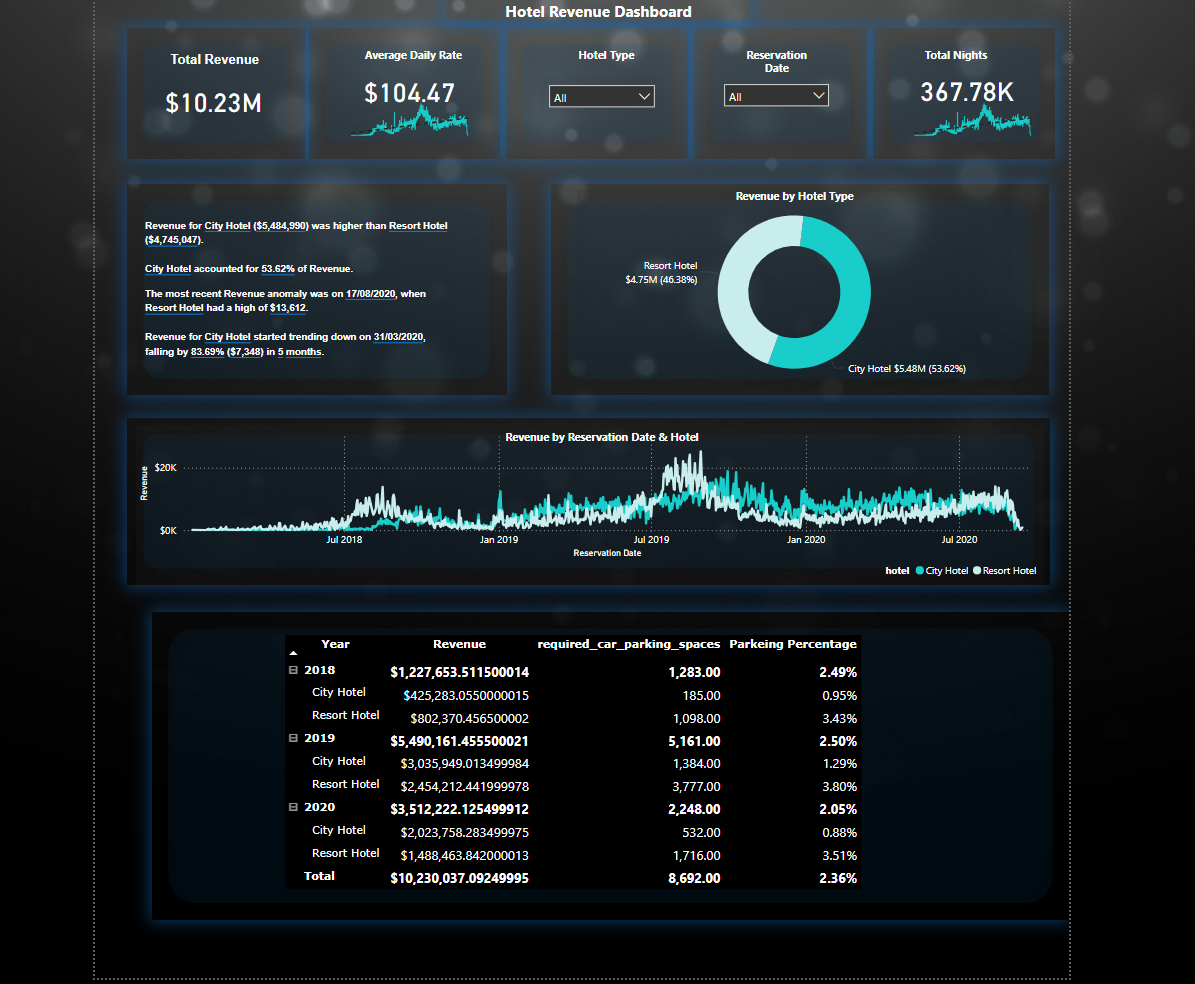 Hotel Revenue Dashboard
Total Revenue
$10.23M
Average Daily Rate
$104.47
Hotel Type
All
Reservation
Date
All
Total Nights
367.78K
Revenue for City Hotel ($5,484,990) was higher than Resort Hotel
($4,745,047).
City Hotel accounted for 53.62% of Revenue.
The most recent Revenue anomaly was on 17/08/2020, when
Resort Hotel had a high of $13,612.
Revenue for City Hotel started trending down on 31/03/2020,
falling by 83.69% ($7,348) in 5 months.
Revenue by Hotel Type
Resort Hotel
$4.75M (46.38%)
City Hotel $5.48M (53.62%)
Revenue by Reservation Date & Hotel
Revenue
$20K
$0K
Jul 2018 Jan 2019 Jul 2019 Jan 2020 Jul 2020
Reservation Date
hotel City Hotel Resort Hotel
Year Revenue required_car_parking_spaces Parkeing Percentage
2018 $1,227,653.511500014 1,283.00 2.49%
City Hotel $425,283.0550000015 185.00 0.95%
Resort Hotel $802,370.456500002 1,098.00 3.43%
2019 $5,490,161.455500021 5,161.00 2.50%
City Hotel $3,035,949.013499984 1,384.00 1.29%
Resort Hotel $2,454,212.441999978 3,777.00 3.80%
2020 $3,512,222.125499912 2,248.00 2.05%
City Hotel $2,023,758.283499975 532.00 0.88%
Resort Hotel $1,488,463.842000013 1,716.00 3.51%
Total $10,230,037.09249995 8,692.00 2.36%